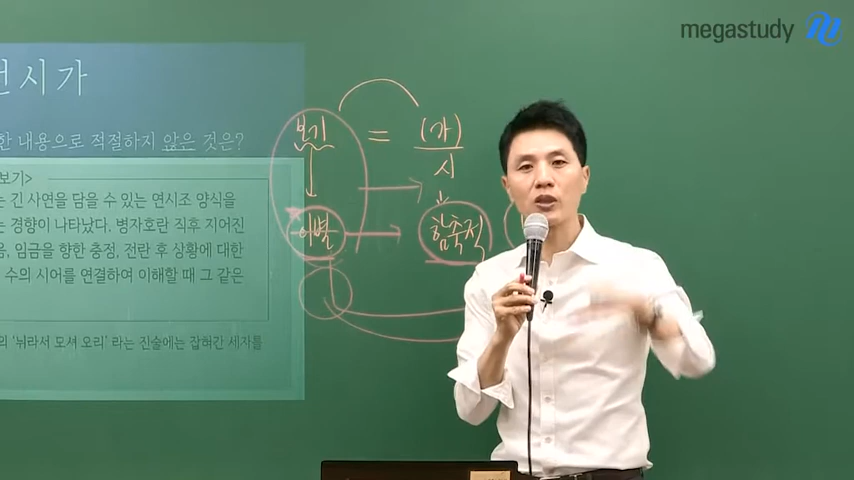 megastudy
연시가
한 내용으로 적절하지 않은 것은?
보기>
는 긴 사연을 담을 수 있는 연시조 양식을
는 경향이 나타났다. 병자호란 직후 지어진
음, 임금을 향한 충정, 전란 후 상황에 대한
수의 시어를 연결하여 이해할 때 그 같은
의 '뉘라서 모셔 오리'라는 진술에는 잡혀간 세자를
보기 = (가)
시
이별
함축적